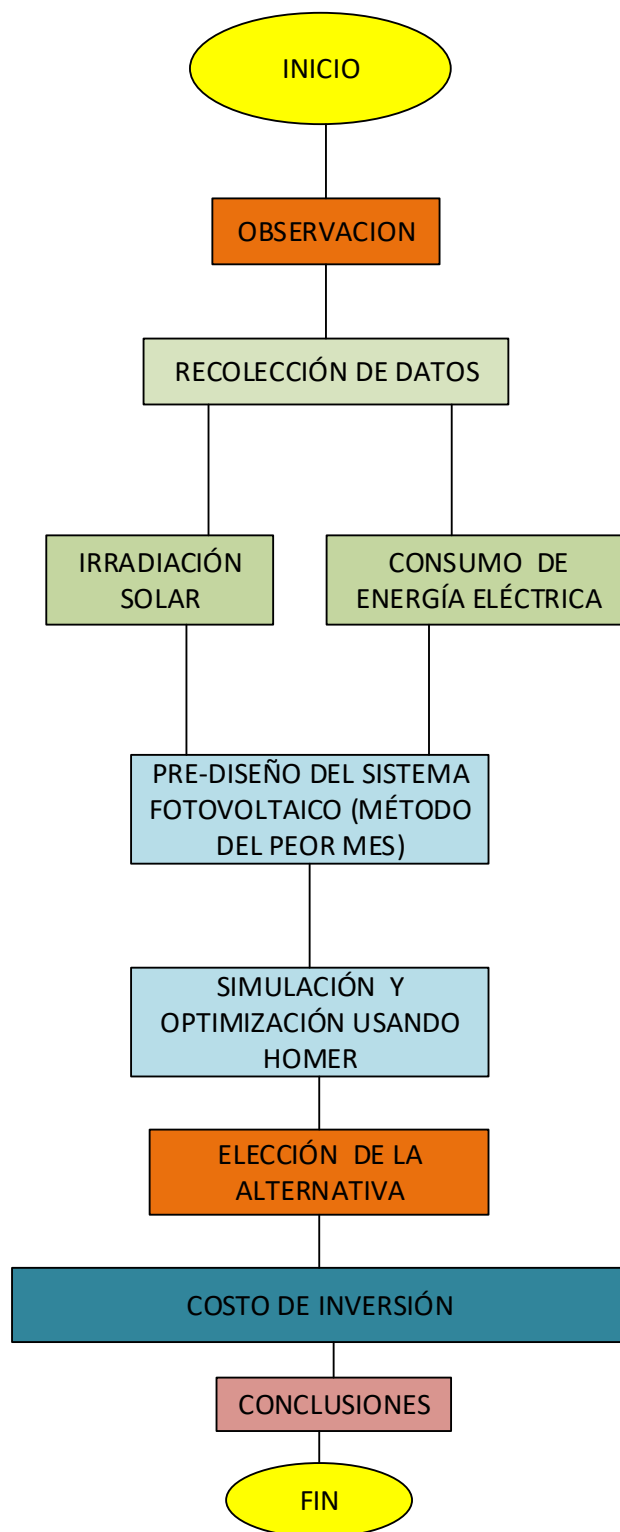 INICIO
OBSERVACION
RECOLECCIÓN DE DATOS
IRRADIACIÓN
SOLAR
CONSUMO DE
ENERGÍA ELÉCTRICA
PRE-DISEÑO DEL SISTEMA
FOTOVOLTAICO (MÉTODO
DEL PEOR MES)
SIMULACIÓN Y
OPTIMIZACIÓN USANDO
HOMER
ELECCIÓN DE LA
ALTERNATIVA
COSTO DE INVERSIÓN
CONCLUSIONES
FIN